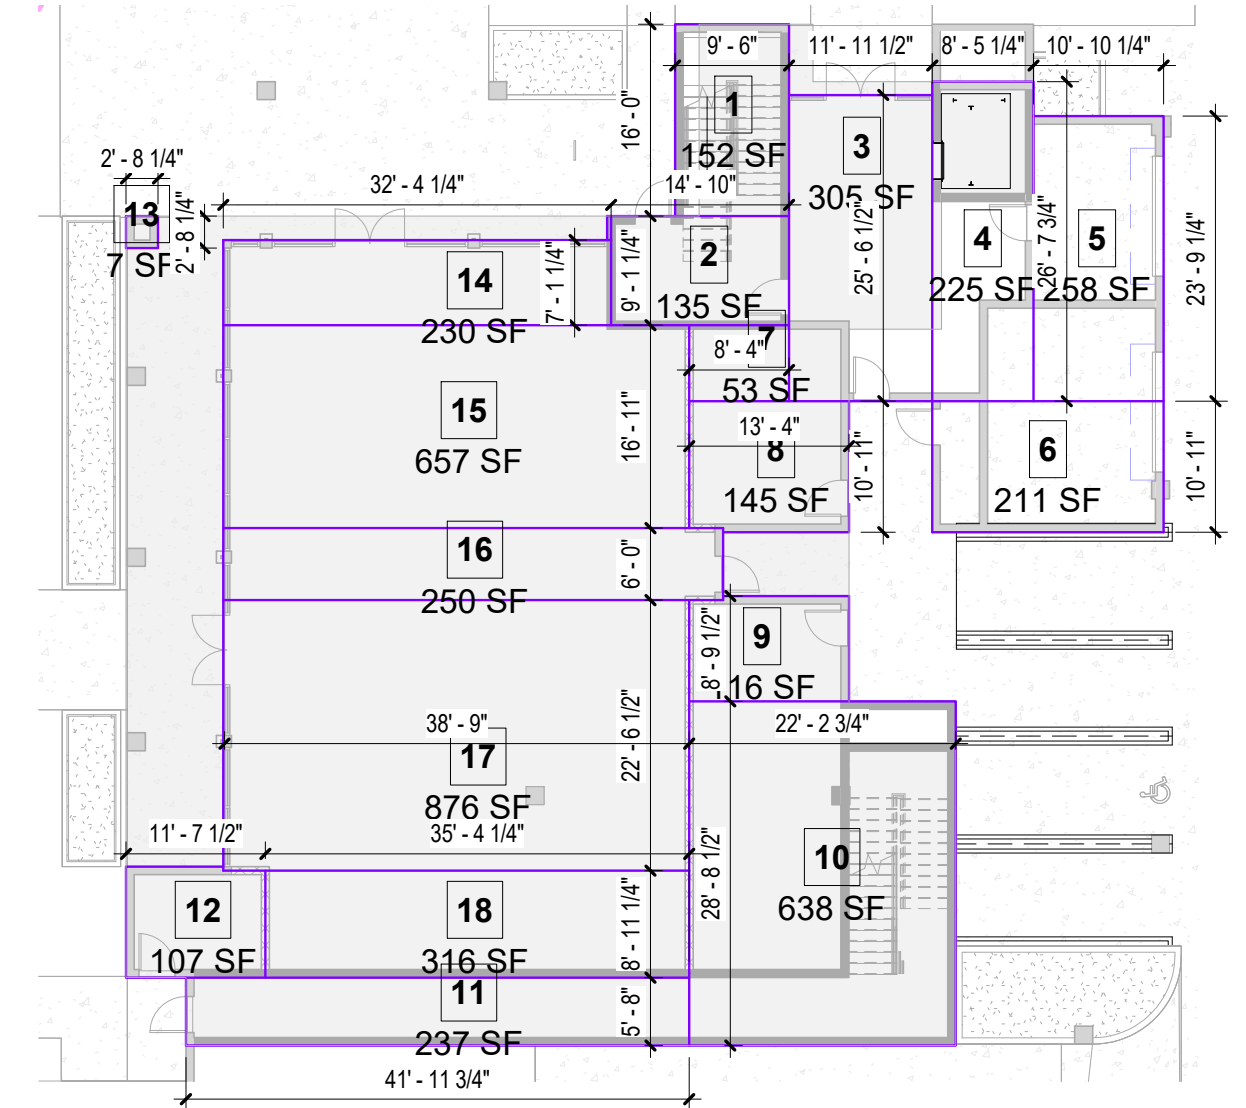 9' - 6"
11' - 11 1/2"
8' - 5 1/4"
10' - 10 1/4"
16' - 0"
1
152 SF
3
305 SF
2' - 8 1/4"
13
7 SF
2' - 8 1/4"
32' - 4 1/4"
14' - 10"
25' - 6 1/2"
4
225 SF
26' - 7 3/4"
5
258 SF
23' - 9 1/4"
14
230 SF
7' - 1 1/4"
9' - 1 1/4"
2
135 SF
7
8' - 4"
53 SF
15
657 SF
16' - 11"
13' - 4"
8
145 SF
10' - 11"
6
211 SF
10' - 11"
16
250 SF
6' - 0"
9
16 SF
8' - 9 1/2"
38' - 9"
22' - 2 3/4"
17
876 SF
22' - 6 1/2"
11' - 7 1/2"
35' - 4 1/4"
10
638 SF
28' - 8 1/2"
12
107 SF
18
316 SF
8' - 11 1/4"
11
237 SF
5' - 8"
41' - 11 3/4"